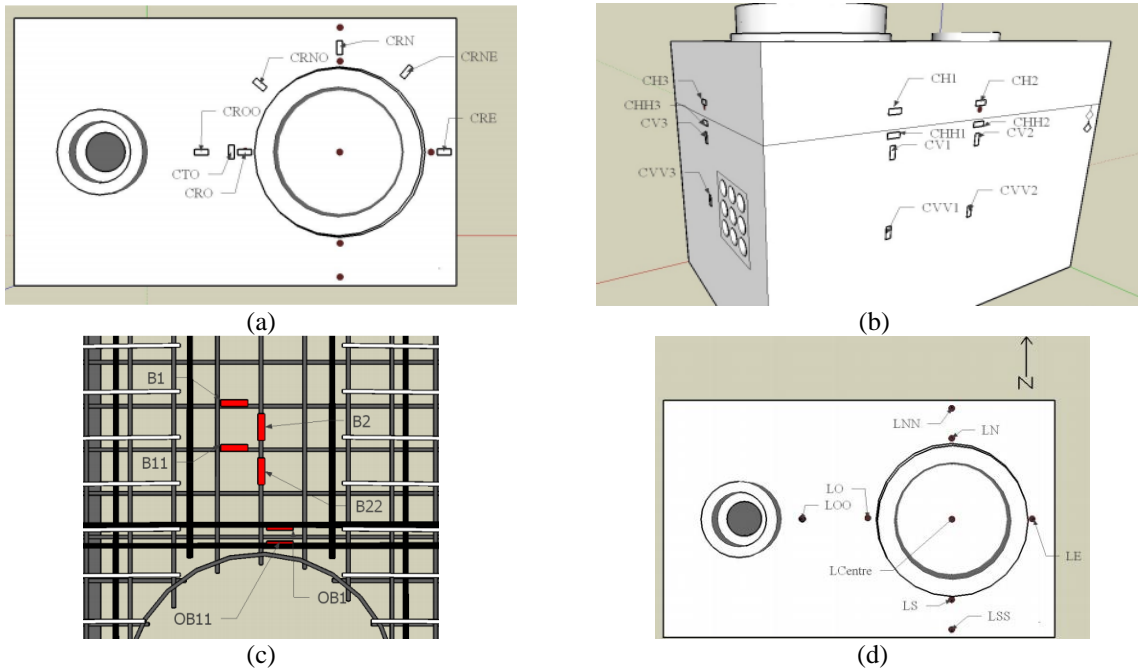 CRN
CRNO
CRNE
CROO
CRE
CTO
CRO
(a)
CH3
CH1
CH2
CHH3
CV3
CHH1
CHH2
CV1
CV2
CVV3
CVV1
CVV2
(b)
B1
B2
B11
B22
OB1
OB11
(c)
N
LNN
LN
LO
LOO
LE
LCentre
LS
LSS
(d)